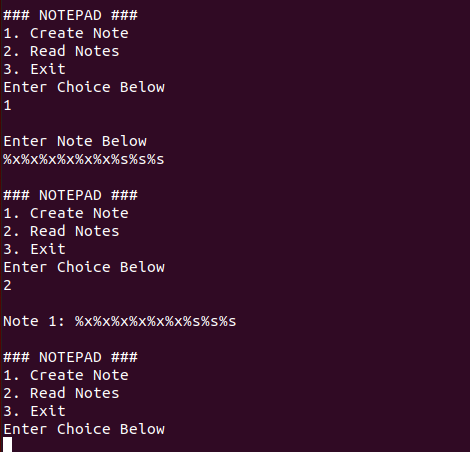 ### NOTEPAD ###
1. Create Note
2. Read Notes
3. Exit
Enter Choice Below
1
Enter Note Below
%x%x%x%x%x%x%s%s%s
### NOTEPAD ###
1. Create Note
2. Read Notes
3. Exit
Enter Choice Below
2
Note 1: %x%x%x%x%x%x%s%s%s
### NOTEPAD ###
1. Create Note
2. Read Notes
3. Exit
Enter Choice Below